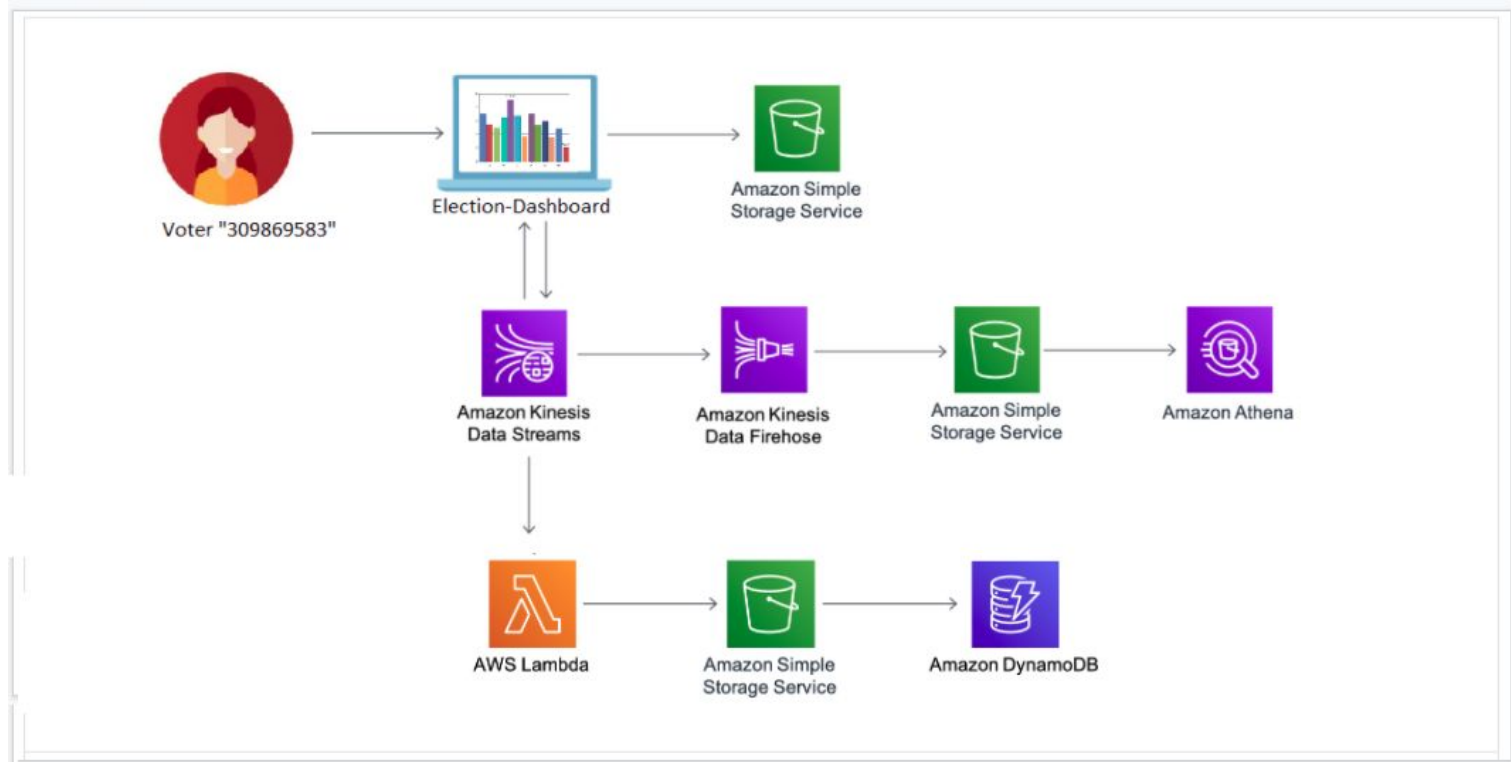 Amazon Simple
Storage Service
Election-Dashboard
Voter "309869583"
Amazon Kinesis
Data Streams
Amazon Kinesis
Data Firehose
Amazon Simple
Storage Service
Amazon Athena
AWS Lambda
Amazon Simple
Storage Service
Amazon DynamoDB